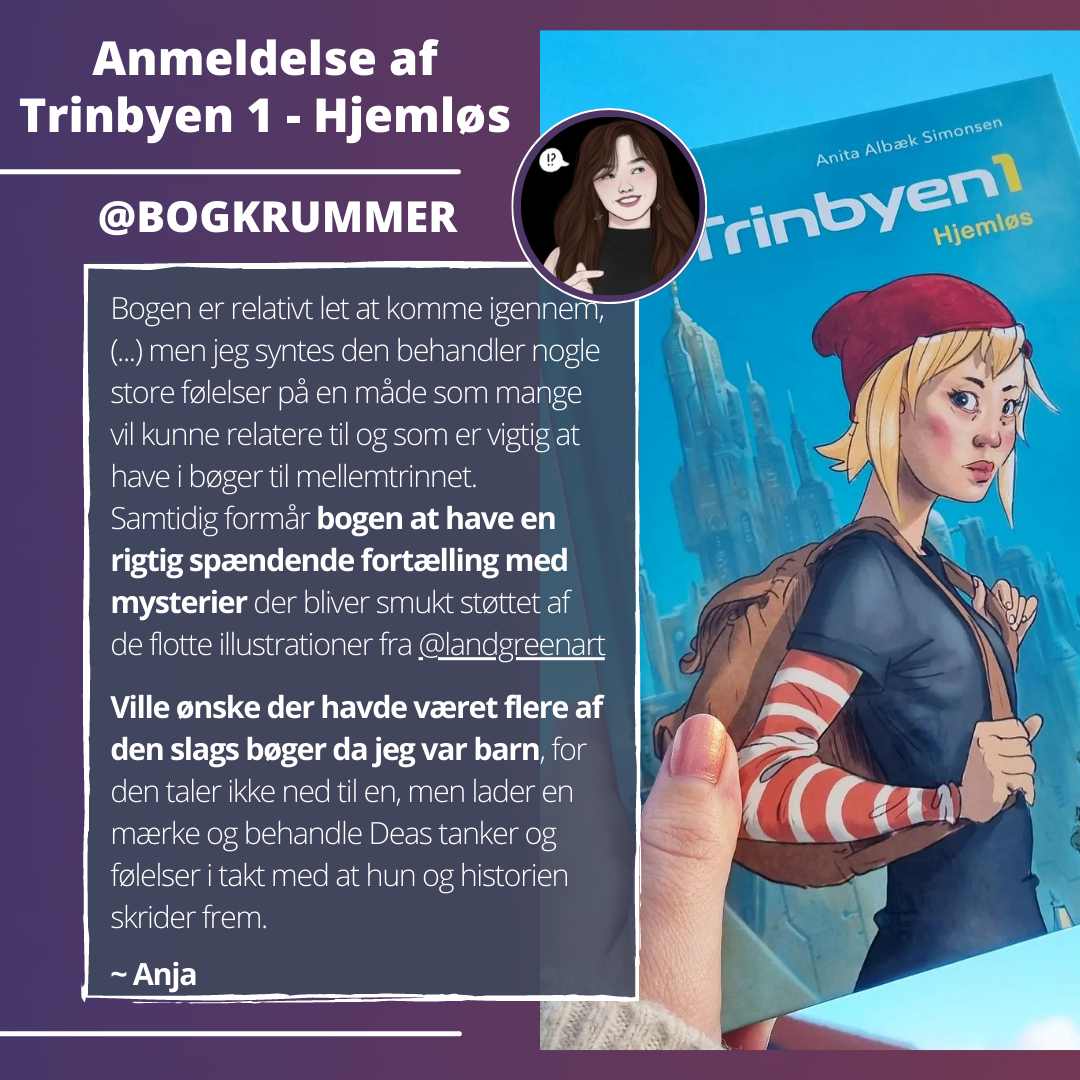 Anmeldelse af
Trinbyen 1 - Hjemløs
@BOGKRUMMER
!?
Bogen er relativt let at komme igennem,
(...) men jeg syntes den behandler nogle
store følelser på en måde som mange
vil kunne relatere til og som er vigtig at
have i bøger til mellemtrinnet.
Samtidig formår bogen at have en
rigtig spændende fortælling med
mysterier der bliver smukt støttet af
de flotte illustrationer fra @landgreenart
Ville ønske der havde været flere af
den slags bøger da jeg var barn, for
den taler ikke ned til en, men lader en
mærke og behandle Deas tanker og
følelser i takt med at hun og historien
skrider frem.
~ Anja
Anita Albæk Simonsen
Trinbyen1
Hjemløs